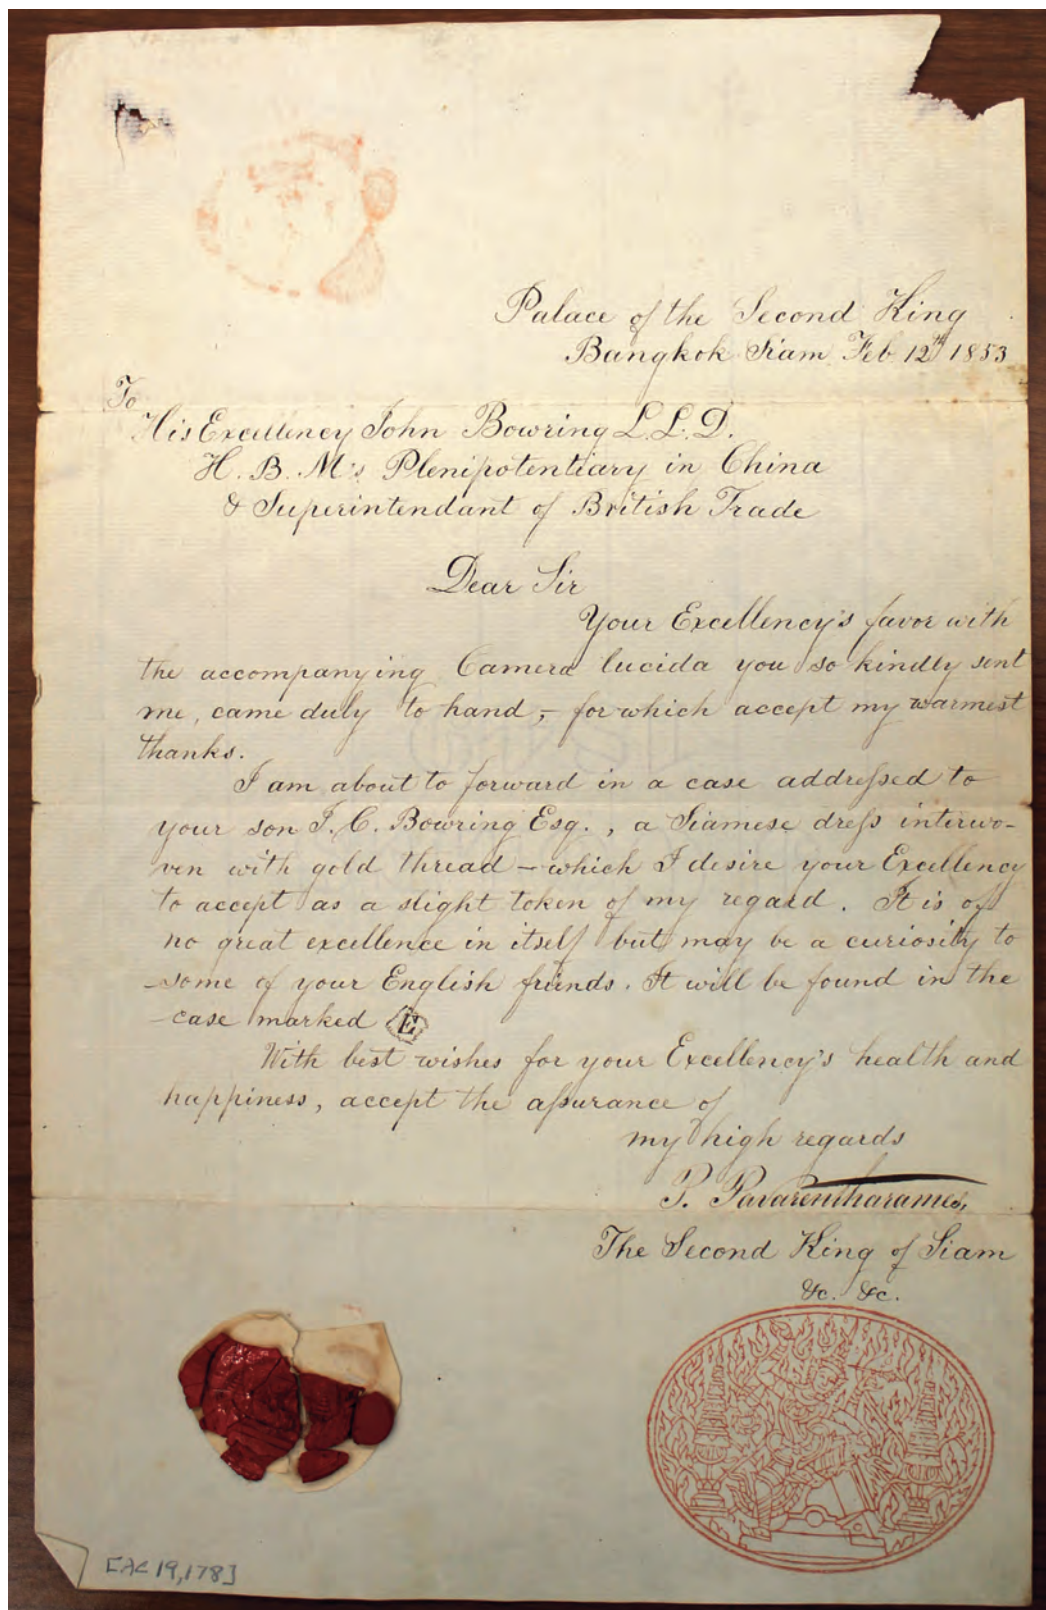 Palace of the Second King
Bangkok Siam Feb. 12th 1853
To
His Excellency John Bowring L.L.D.
H. B. M's Plenipotentiary in China
& Superintendant of British Trade
Dear Sir
Your Excellency's favor with
the accompanying Camera lucida you so kindly sent
me, came duly to hand, – for which accept my warmest
thanks.
I am about to forward in a case addreſsed to
your son J. C. Bowring Esq., a Siamese dreſs interwo-
ven with gold thread – which I desire your Excellency
to accept as a slight token of my regard. It is of
no great excellence in itself but may be a curiosity to
some of your English friends. It will be found in the
case marked E
With best wishes for your Excellency's health and
happiness, accept the aſsurance of
my high regards
P. Pavarentharames,
The Second King of Siam
&c. &c.
[AC 19,178]